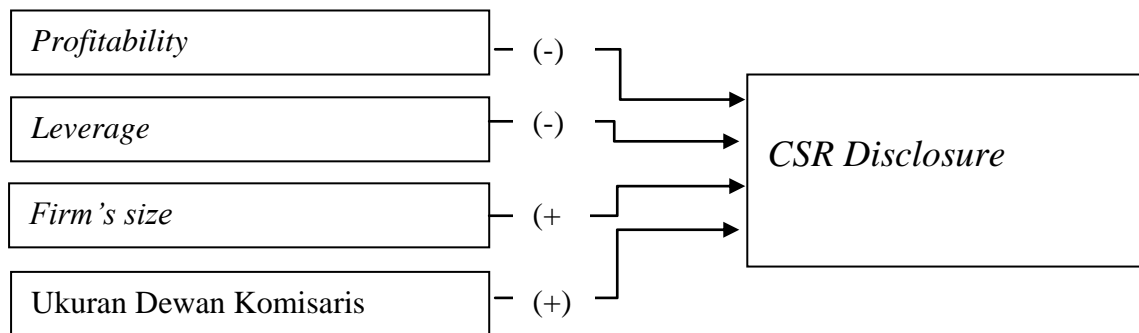 Profitability
(-)
Leverage
(-)
Firm’s size
(+
Ukuran Dewan Komisaris
(+)
CSR Disclosure